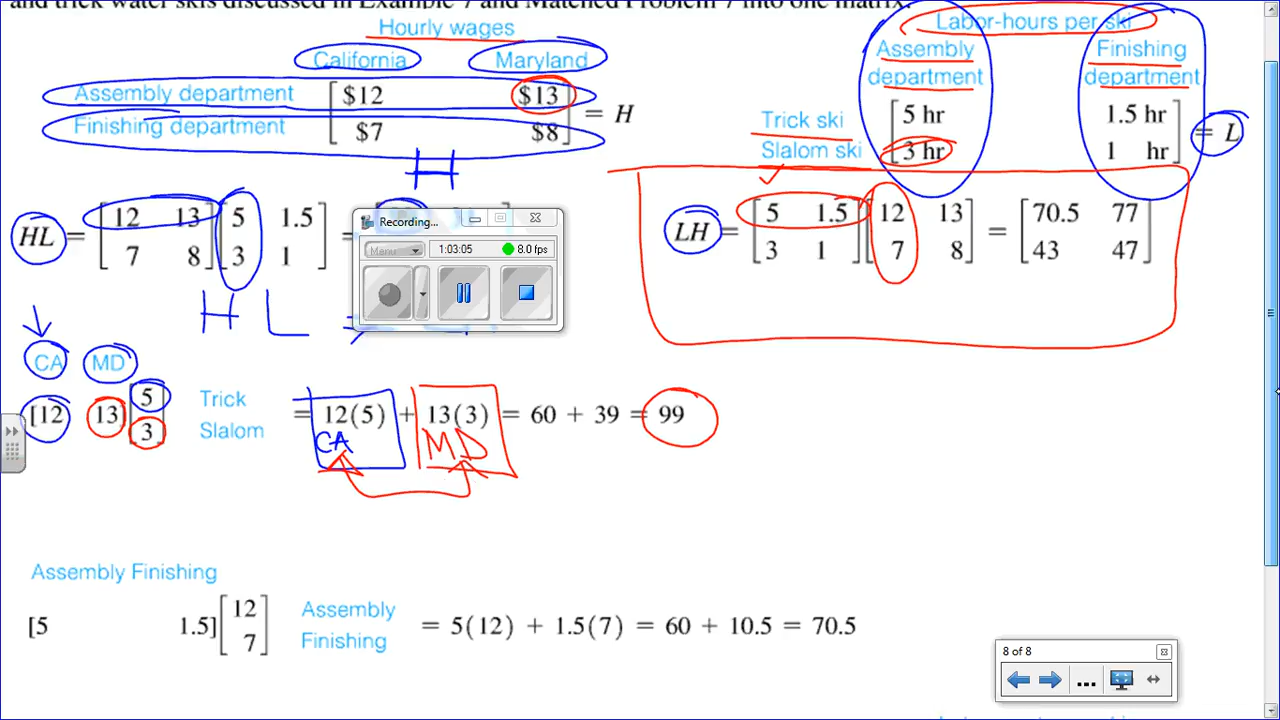 and trick water skis discussed in Example 7 and Matched Problem 7 into one matrix.
Hourly wages
California Maryland
Assembly department $12 $13
Finishing department $7 $8
= H
H
Labor-hours per ski
Assembly department Finishing department
Trick ski 5 hr 1.5 hr
Slalom ski 3 hr 1 hr
= L
HL = [12 13 [5 1.5
7 8] 3 1] =
H L
LH = [5 1.5 [12 13 = [70.5 77
3 1] 7 8] 43 47]
Recording...
Menu 1:03:05 8.0 fps
CA MD
[12 13] [5 Trick = 12(5) + 13(3) = 60 + 39 = 99
3] Slalom
CA MD
Assembly Finishing
[5 1.5] [12 Assembly = 5(12) + 1.5(7) = 60 + 10.5 = 70.5
7] Finishing
8 of 8